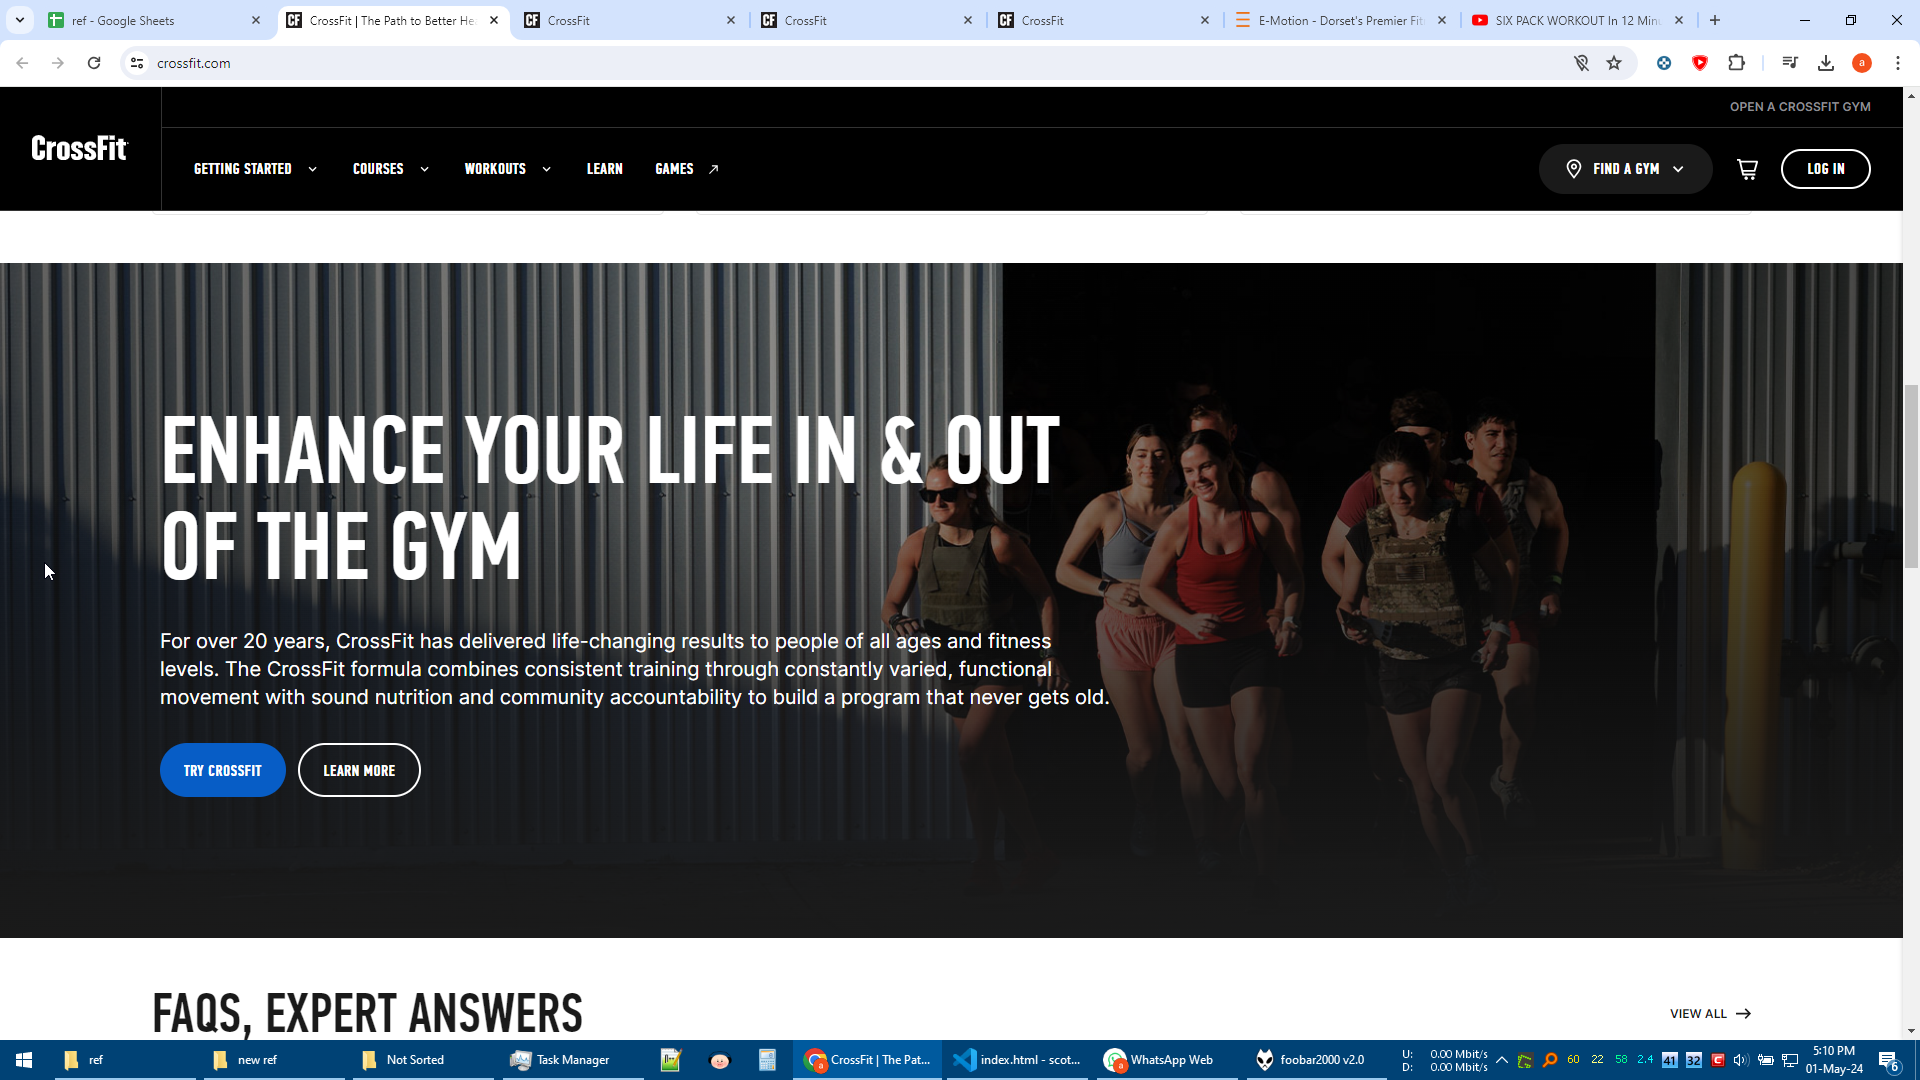 ref - Google Sheets
CrossFit | The Path to Better He
CrossFit
CrossFit
CrossFit
E-Motion - Dorset's Premier Fit
SIX PACK WORKOUT In 12 Minu
crossfit.com
a
OPEN A CROSSFIT GYM
CrossFit
GETTING STARTED
COURSES
WORKOUTS
LEARN
GAMES
FIND A GYM
LOG IN
ENHANCE YOUR LIFE IN & OUT
OF THE GYM
For over 20 years, CrossFit has delivered life-changing results to people of all ages and fitness
levels. The CrossFit formula combines consistent training through constantly varied, functional
movement with sound nutrition and community accountability to build a program that never gets old.
TRY CROSSFIT
LEARN MORE
FAQS, EXPERT ANSWERS
VIEW ALL
ref
new ref
Not Sorted
Task Manager
CrossFit | The Pat...
index.html - scot...
WhatsApp Web
foobar2000 v2.0
U: 0.00 Mbit/s
D: 0.00 Mbit/s
60 22 58 2.4 41 32
5:10 PM
01-May-24
6